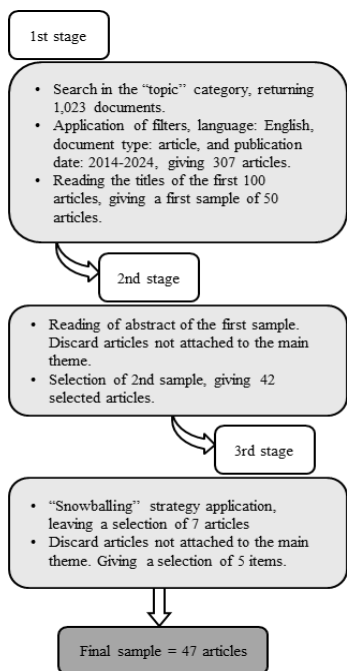 1st stage
• Search in the “topic” category, returning
1,023 documents.
• Application of filters, language: English,
document type: article, and publication
date: 2014-2024, giving 307 articles.
• Reading the titles of the first 100
articles, giving a first sample of 50
articles.
2nd stage
• Reading of abstract of the first sample.
Discard articles not attached to the main
theme.
• Selection of 2nd sample, giving 42
selected articles.
3rd stage
• “Snowballing” strategy application,
leaving a selection of 7 articles
• Discard articles not attached to the main
theme. Giving a selection of 5 items.
Final sample = 47 articles